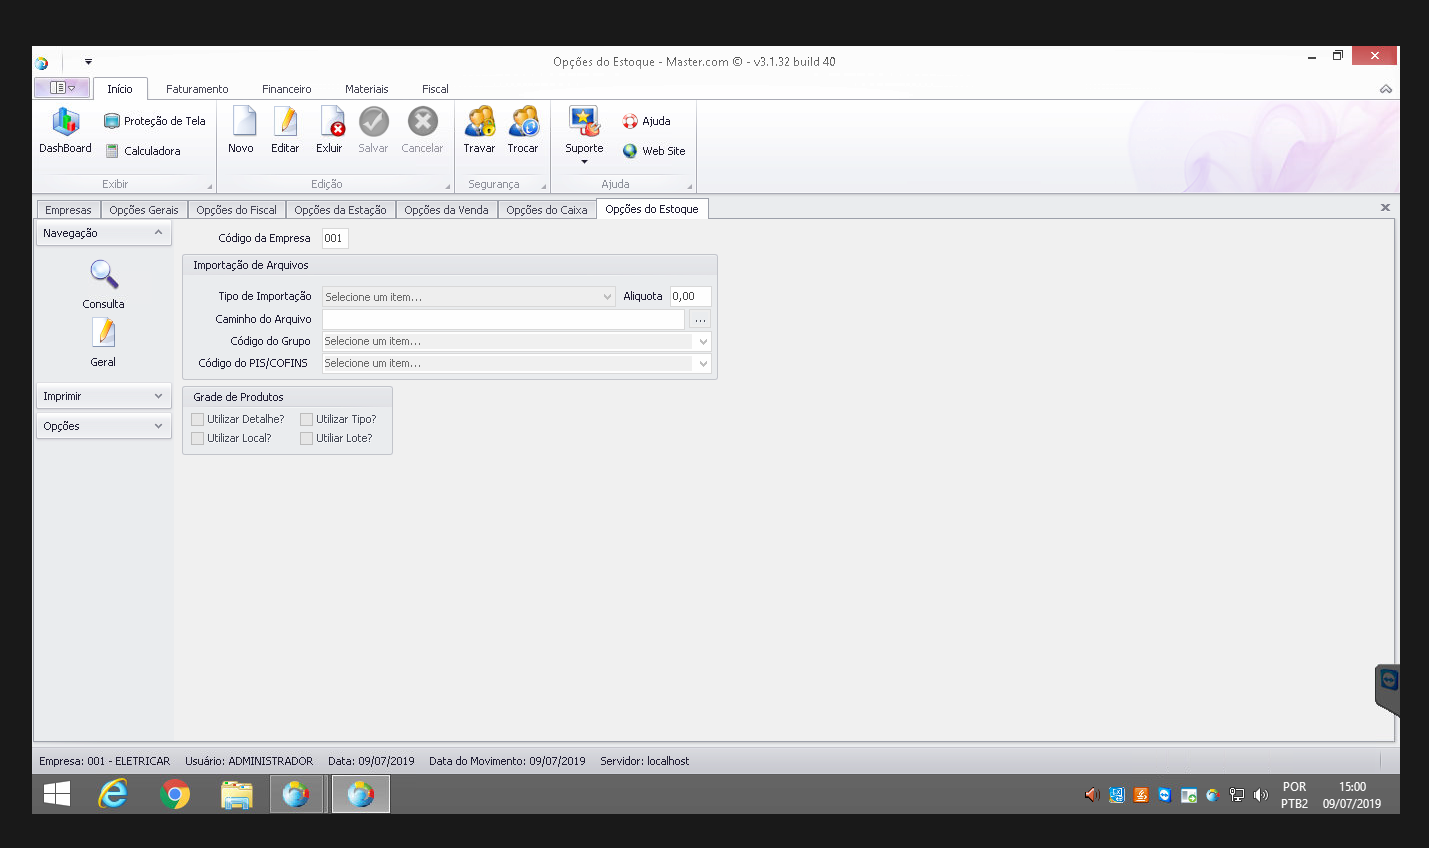 Opções do Estoque - Master.com © - v3.1.32 build 40
Início Faturamento Financeiro Materiais Fiscal
DashBoard Proteção de Tela Calculadora Novo Editar Exluir Salvar Cancelar Travar Trocar Suporte Ajuda Web Site
Exibir Edição Segurança Ajuda
Empresas Opções Gerais Opções do Fiscal Opções da Estação Opções da Venda Opções do Caixa Opções do Estoque
Navegação
Consulta
Geral
Imprimir
Opções
Código da Empresa 001
Importação de Arquivos
Tipo de Importação Selecione um item... Aliquota 0,00
Caminho do Arquivo ...
Código do Grupo Selecione um item...
Código do PIS/COFINS Selecione um item...
Grade de Produtos
Utilizar Detalhe? Utilizar Tipo?
Utilizar Local? Utiliar Lote?
Empresa: 001 - ELETRICAR Usuário: ADMINISTRADOR Data: 09/07/2019 Data do Movimento: 09/07/2019 Servidor: localhost
POR 15:00
PTB2 09/07/2019